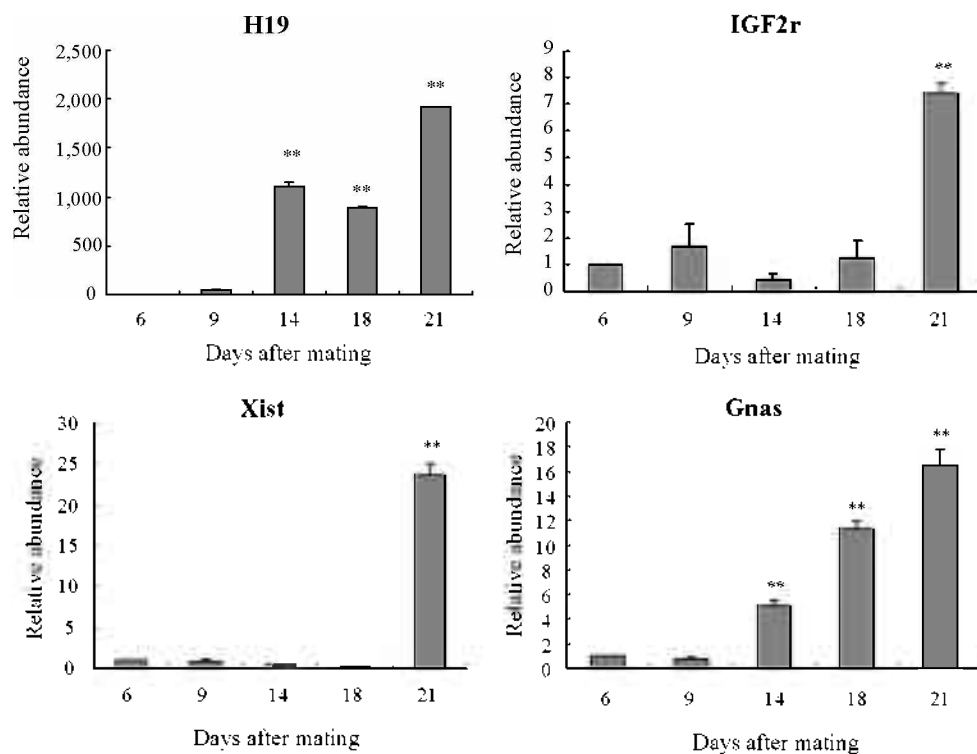 H19
Relative abundance
2,500
2,000
1,500
1,000
500
0
**
**
**
6 9 14 18 21
Days after mating
IGF2r
Relative abundance
9
8
7
6
5
4
3
2
1
0
**
6 9 14 18 21
Days after mating
Xist
Relative abundance
30
25
20
15
10
5
0
**
6 9 14 18 21
Days after mating
Gnas
Relative abundance
20
18
16
14
12
10
8
6
4
2
0
**
**
**
6 9 14 18 21
Days after mating